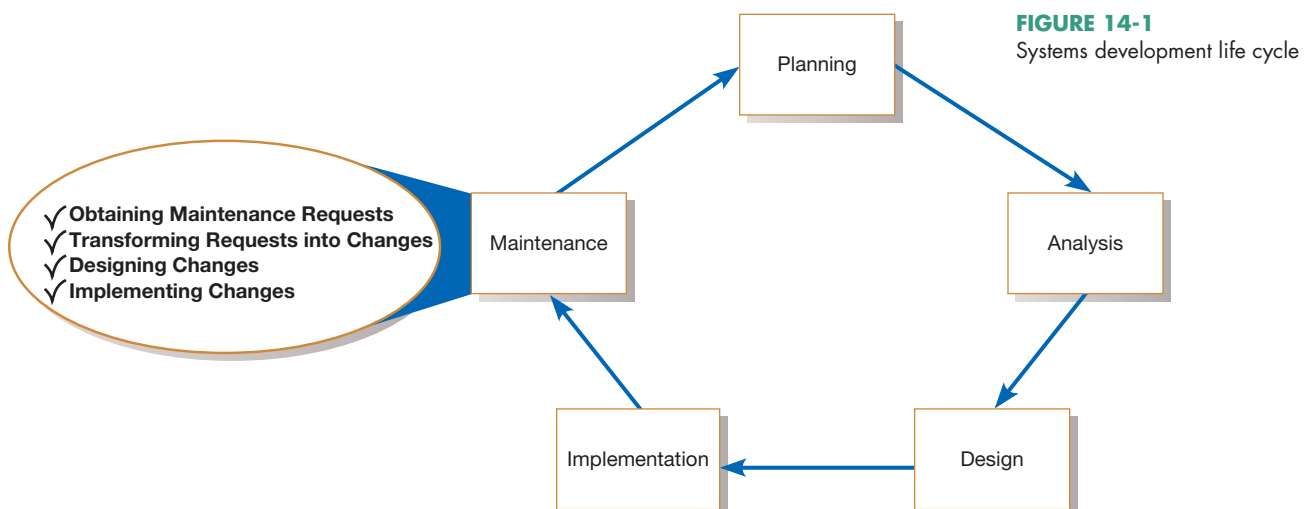 FIGURE 14-1
Systems development life cycle
Planning
✓ Obtaining Maintenance Requests
✓ Transforming Requests into Changes
✓ Designing Changes
✓ Implementing Changes
Maintenance
Analysis
Implementation
Design